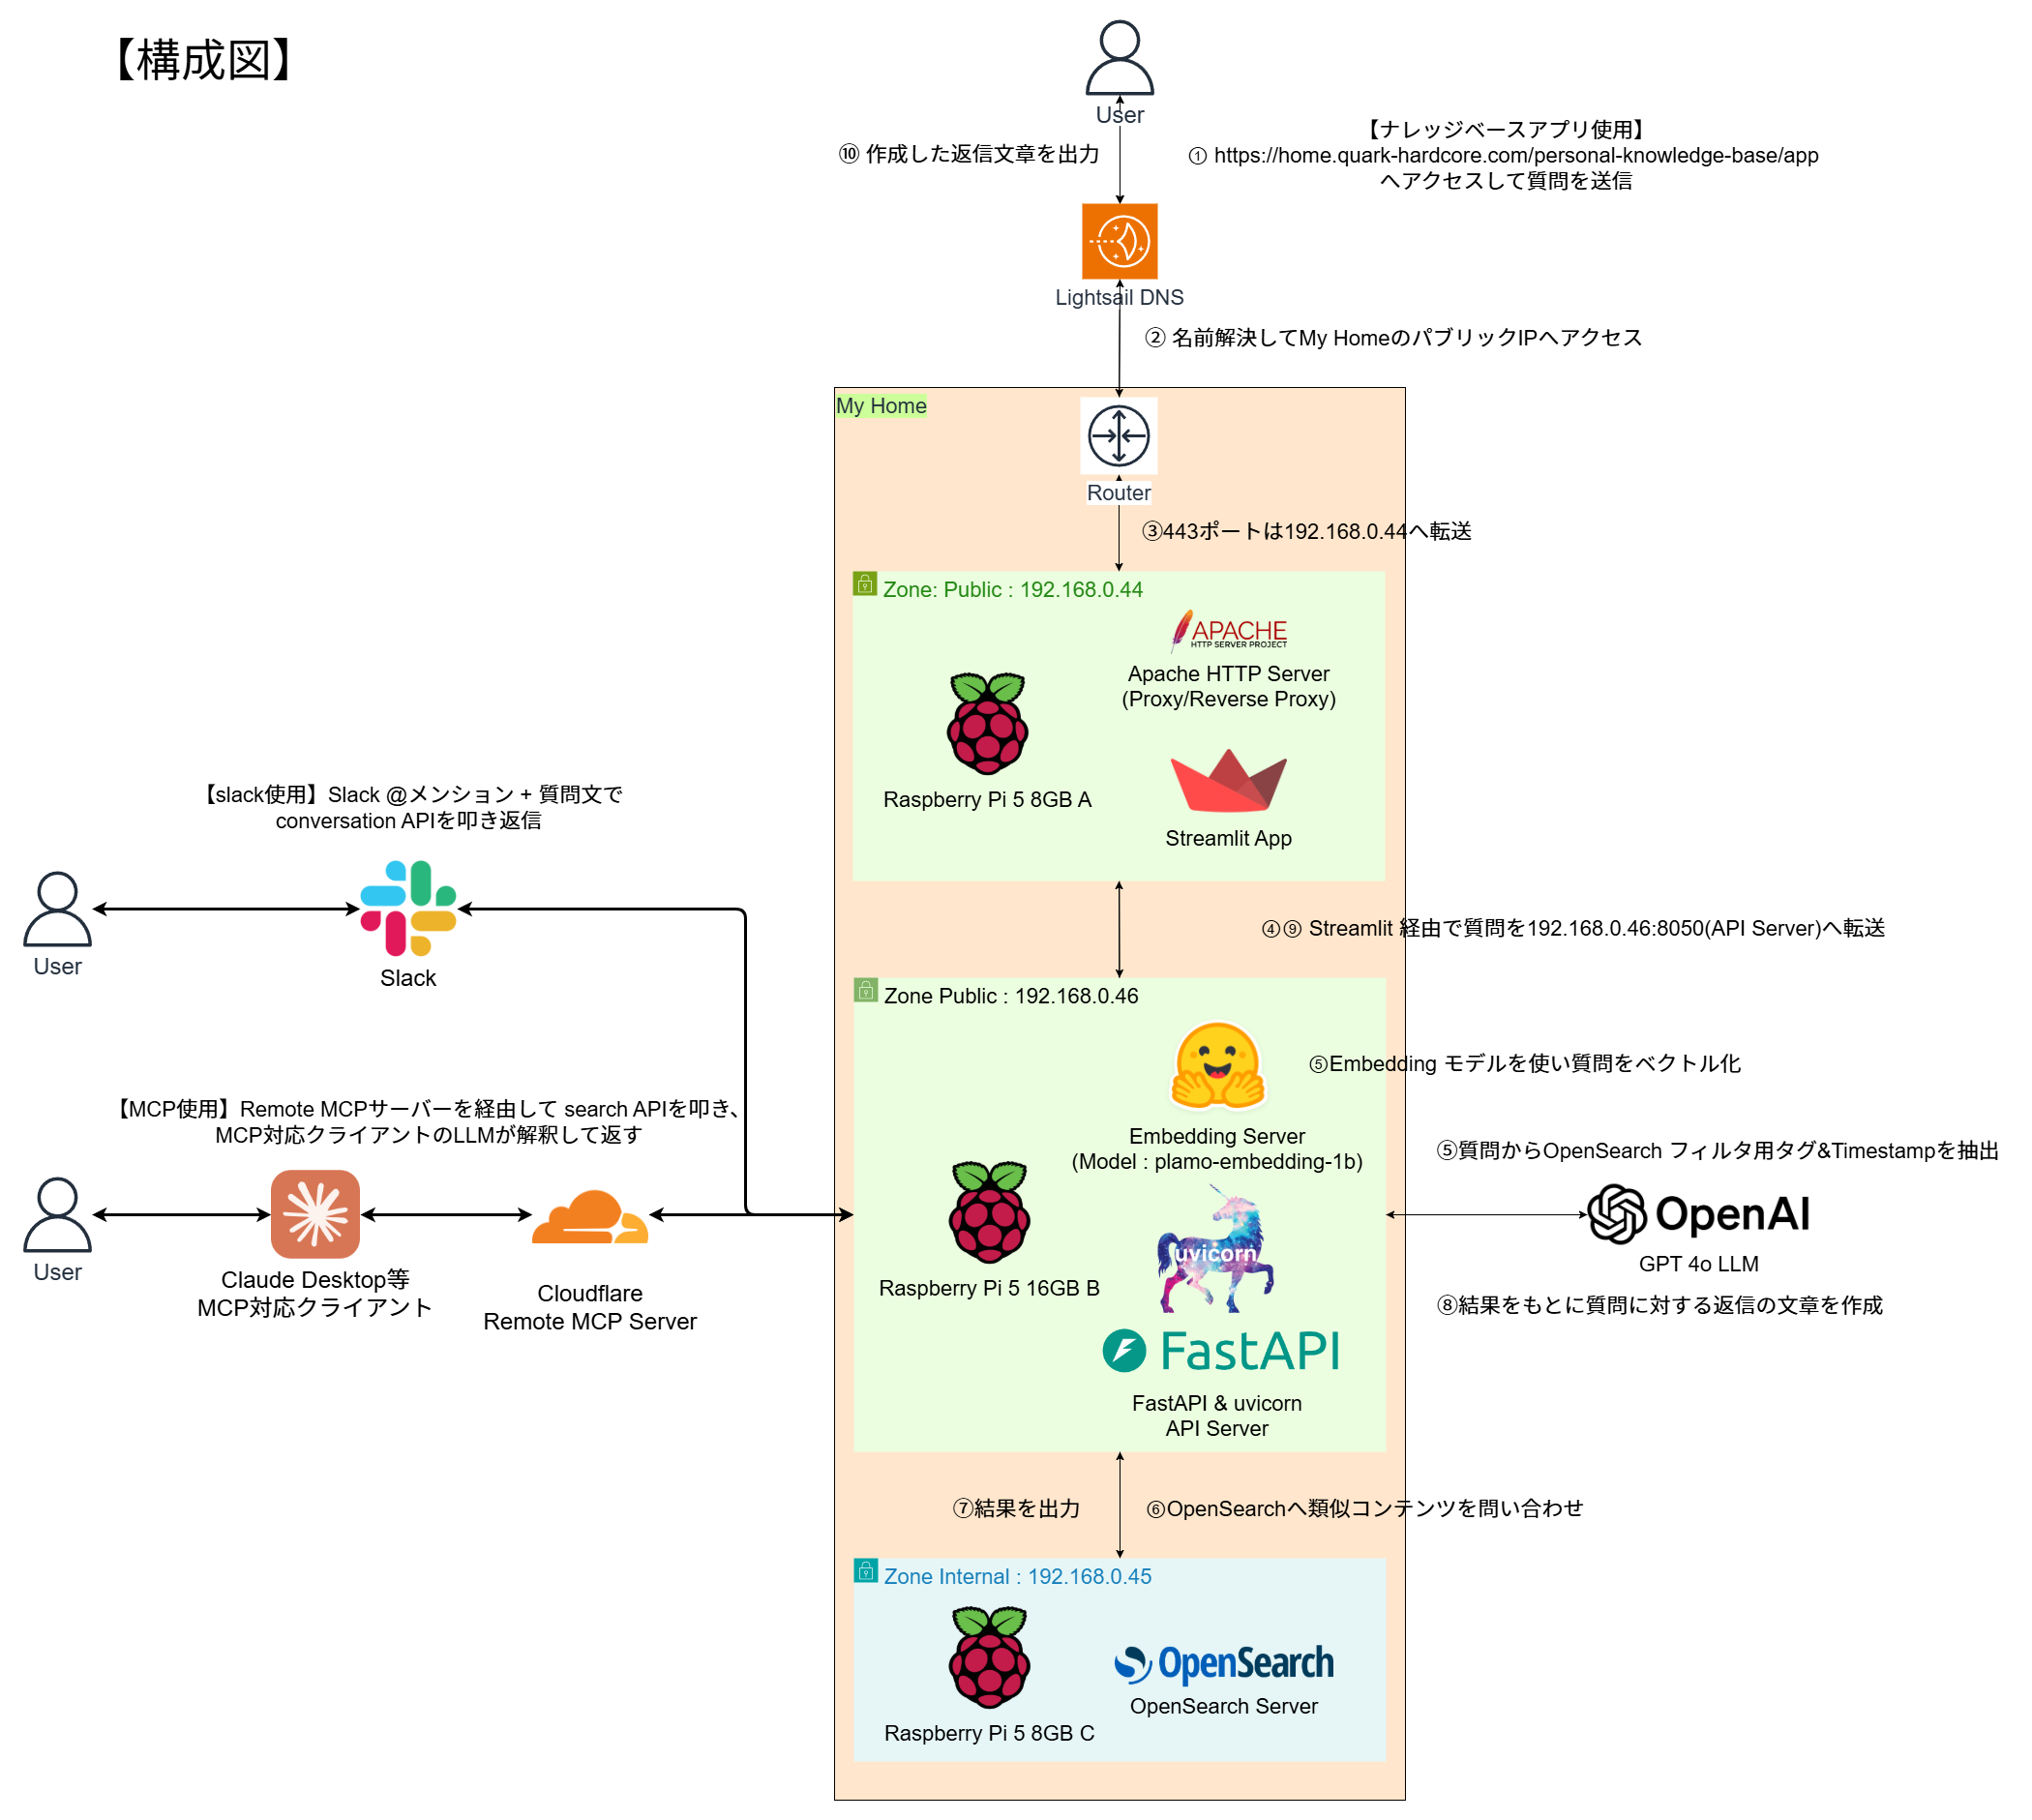 【構成図】
User
⑩ 作成した返信文章を出力
【ナレッジベースアプリ使用】
① https://home.quark-hardcore.com/personal-knowledge-base/app
へアクセスして質問を送信
Lightsail DNS
② 名前解決してMy HomeのパブリックIPへアクセス
My Home
Router
③443ポートは192.168.0.44へ転送
Zone: Public : 192.168.0.44
APACHE
HTTP SERVER PROJECT
Apache HTTP Server
(Proxy/Reverse Proxy)
Raspberry Pi 5 8GB A
Streamlit App
【slack使用】Slack @メンション + 質問文で
conversation APIを叩き返信
User
Slack
④⑨ Streamlit 経由で質問を192.168.0.46:8050(API Server)へ転送
Zone Public : 192.168.0.46
⑤Embedding モデルを使い質問をベクトル化
Embedding Server
(Model : plamo-embedding-1b)
【MCP使用】Remote MCPサーバーを経由して search APIを叩き、
MCP対応クライアントのLLMが解釈して返す
User
Claude Desktop等
MCP対応クライアント
Cloudflare
Remote MCP Server
Raspberry Pi 5 16GB B
uvicorn
FastAPI
FastAPI & uvicorn
API Server
⑤質問からOpenSearch フィルタ用タグ&Timestampを抽出
OpenAI
GPT 4o LLM
⑧結果をもとに質問に対する返信の文章を作成
⑦結果を出力
⑥OpenSearchへ類似コンテンツを問い合わせ
Zone Internal : 192.168.0.45
OpenSearch
OpenSearch Server
Raspberry Pi 5 8GB C